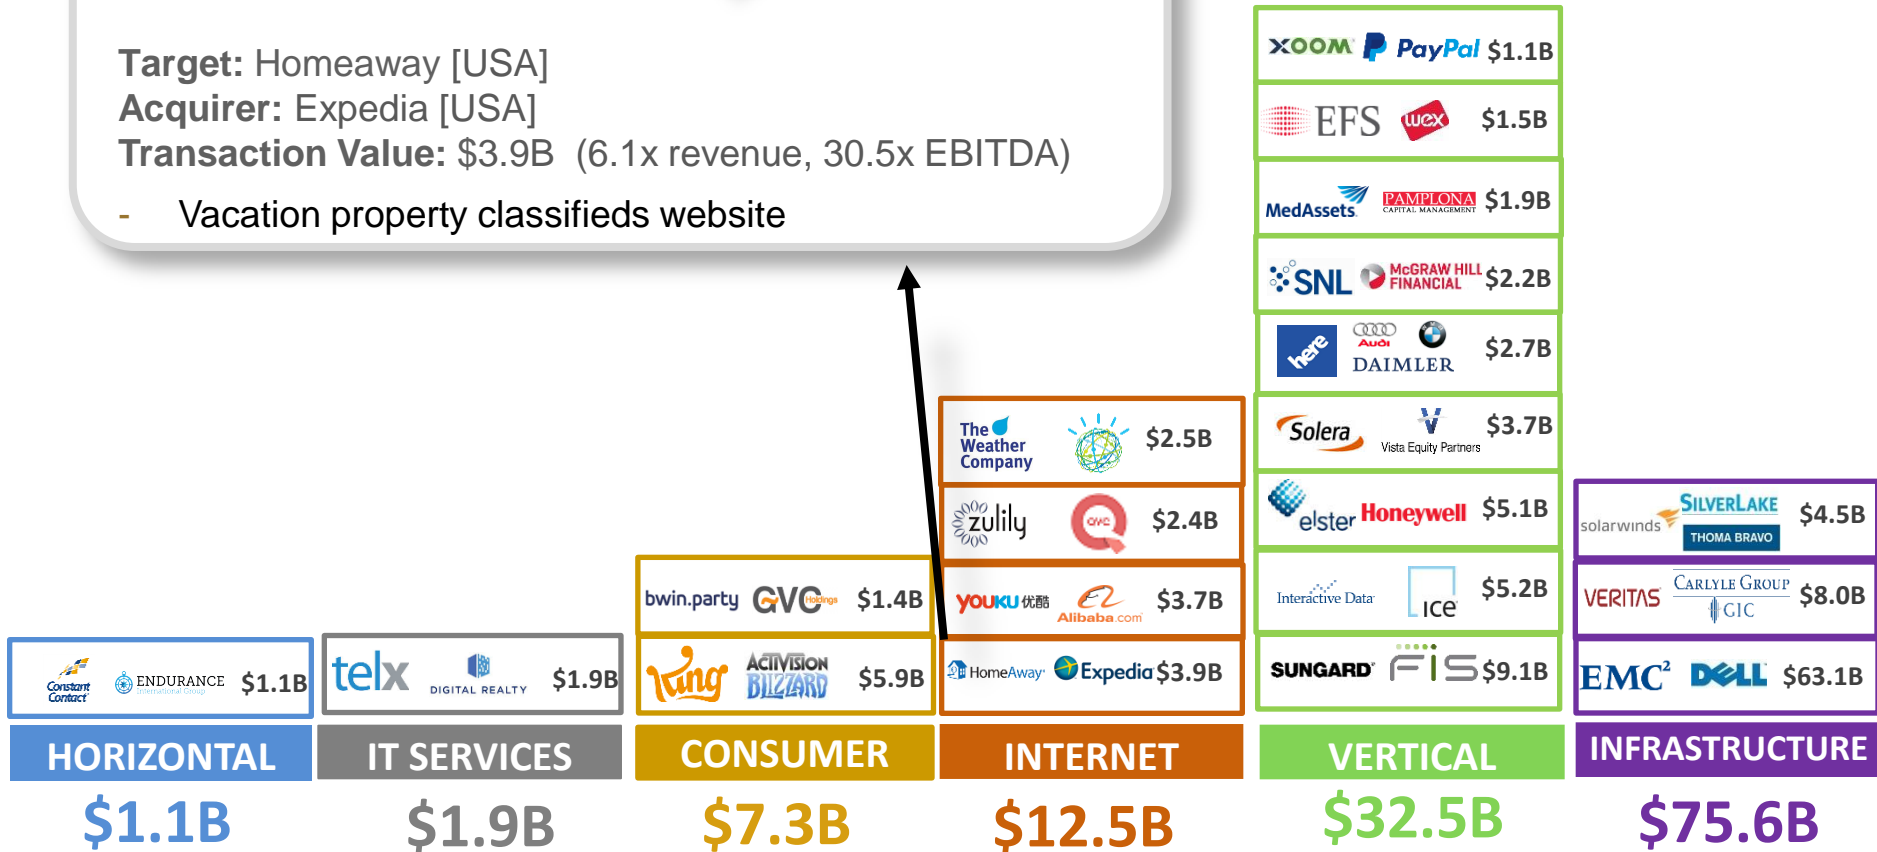 Target: Homeaway [USA]
Acquirer: Expedia [USA]
Transaction Value: $3.9B (6.1x revenue, 30.5x EBITDA)
- Vacation property classifieds website
XOOM PayPal $1.1B
EFS wex $1.5B
MedAssets PAMPLONA CAPITAL MANAGEMENT $1.9B
SNL McGRAW HILL FINANCIAL $2.2B
here Audi DAIMLER $2.7B
Solera Vista Equity Partners $3.7B
elster Honeywell $5.1B
Interactive Data ICE $5.2B
SUNGARD FIS $9.1B
The Weather Company $2.5B
zulily QVC $2.4B
YOUKU 优酷 Alibaba.com $3.7B
HomeAway Expedia $3.9B
solarwinds SILVERLAKE THOMA BRAVO $4.5B
VERITAS CARLYLE GROUP GIC $8.0B
EMC² DELL $63.1B
bwin.party GVC Holdings $1.4B
King ACTIVISION BLIZZARD $5.9B
telx DIGITAL REALTY $1.9B
Constant Contact ENDURANCE International Group $1.1B
HORIZONTAL
IT SERVICES
CONSUMER
INTERNET
VERTICAL
INFRASTRUCTURE
$1.1B
$1.9B
$7.3B
$12.5B
$32.5B
$75.6B